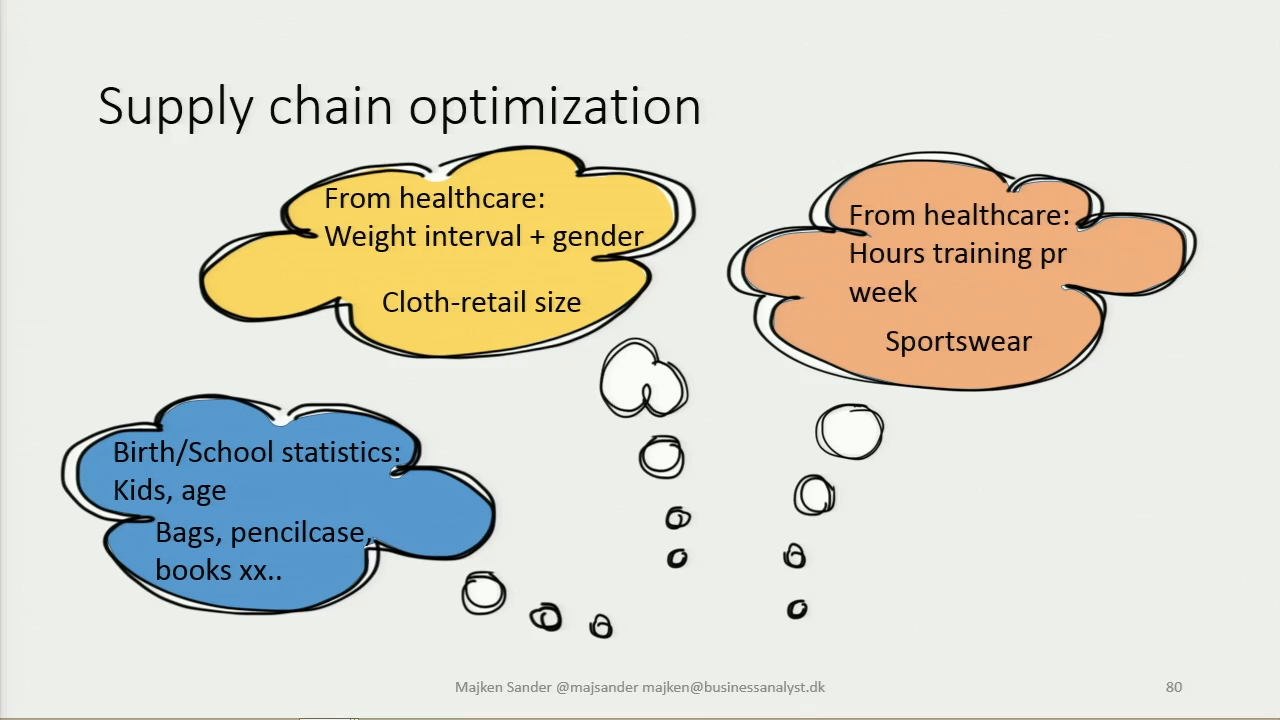 Supply chain optimization
From healthcare:
Weight interval + gender
Cloth-retail size
From healthcare:
Hours training pr
week
Sportswear
Birth/School statistics:
Kids, age
Bags, pencilcase,
books xx..
Majken Sander @majsander majken@businessanalyst.dk
80